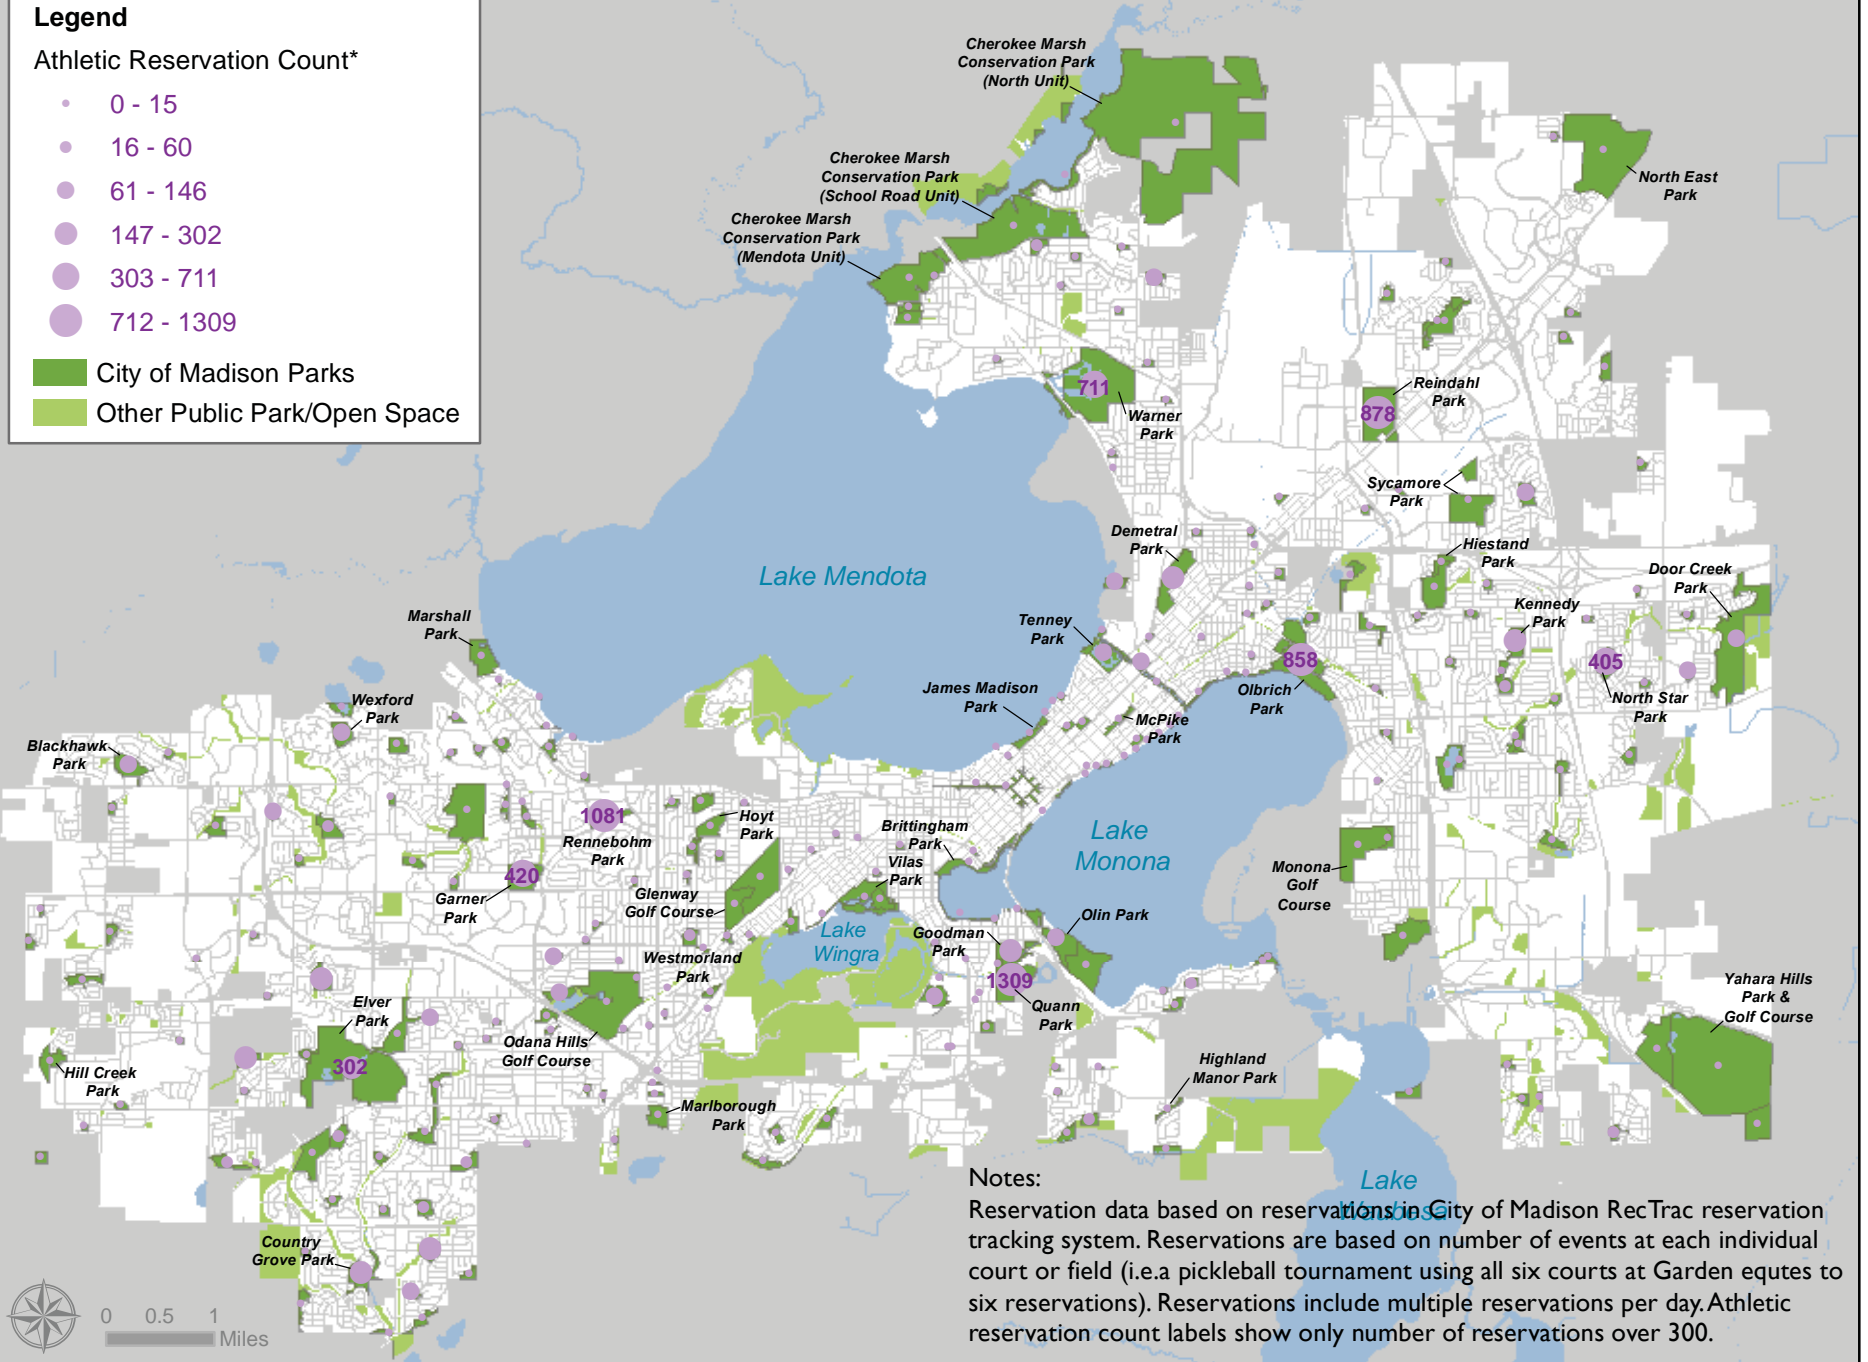 Legend
Athletic Reservation Count*
0 - 15
16 - 60
61 - 146
147 - 302
303 - 711
712 - 1309
City of Madison Parks
Other Public Park/Open Space
Cherokee Marsh
Conservation Park
(North Unit)
Cherokee Marsh
Conservation Park
(School Road Unit)
Cherokee Marsh
Conservation Park
(Mendota Unit)
North East
Park
711
Warner
Park
Reindahl
Park
878
Sycamore
Park
Demetral
Park
Hiestand
Park
Door Creek
Park
Lake Mendota
Kennedy
Park
Marshall
Park
Tenney
Park
858
Olbrich
Park
405
North Star
Park
James Madison
Park
McPike
Park
Wexford
Park
Blackhawk
Park
1081
Rennebohm
Park
Hoyt
Park
Brittingham
Park
Lake
Monona
Vilas
Park
420
Garner
Park
Glenway
Golf Course
Monona
Golf
Course
Olin Park
Lake
Wingra
Goodman
Park
Westmorland
Park
1309
Quann
Park
Elver
Park
302
Odana Hills
Golf Course
Yahara Hills
Park &
Golf Course
Hill Creek
Park
Highland
Manor Park
Marlborough
Park
Country
Grove Park
Lake
Waubesa
Notes:
Reservation data based on reservations in City of Madison RecTrac reservation
tracking system. Reservations are based on number of events at each individual
court or field (i.e.a pickleball tournament using all six courts at Garden equtes to
six reservations). Reservations include multiple reservations per day. Athletic
reservation count labels show only number of reservations over 300.
0 0.5 1
Miles